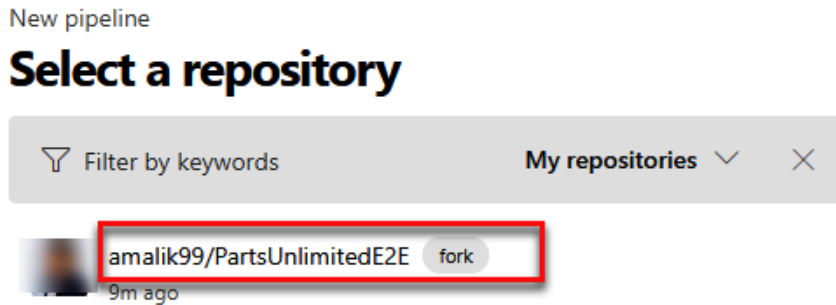 New pipeline
Select a repository
Filter by keywords My repositories
amalik99/PartsUnlimitedE2E fork
9m ago